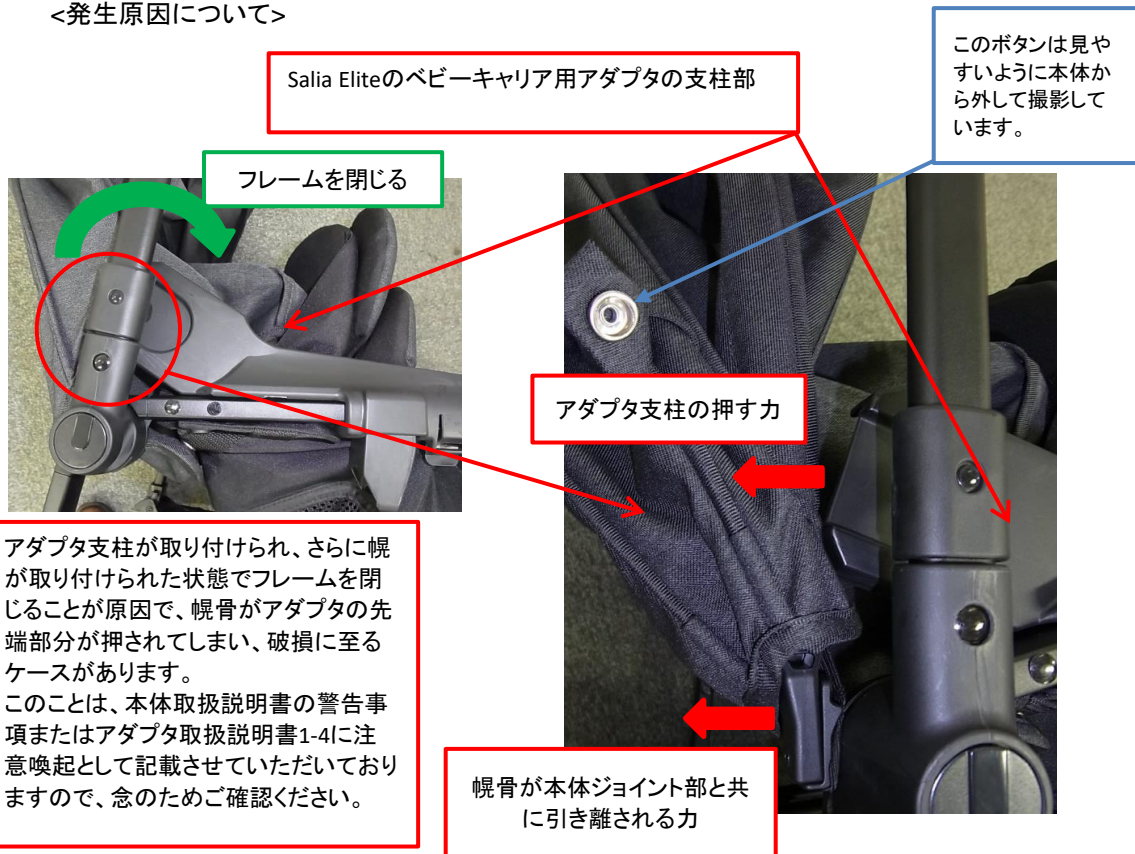 <発生原因について>
このボタンは見や
すいように本体か
ら外して撮影して
います。
Salia Eliteのベビーキャリア用アダプタの支柱部
フレームを閉じる
アダプタ支柱の押す力
アダプタ支柱が取り付けられ、さらに幌
が取り付けられた状態でフレームを閉
じることが原因で、幌骨がアダプタの先
端部分が押されてしまい、破損に至る
ケースがあります。
このことは、本体取扱説明書の警告事
項またはアダプタ取扱説明書1-4に注
意喚起として記載させていただいており
ますので、念のためご確認ください。
幌骨が本体ジョイント部と共
に引き離される力